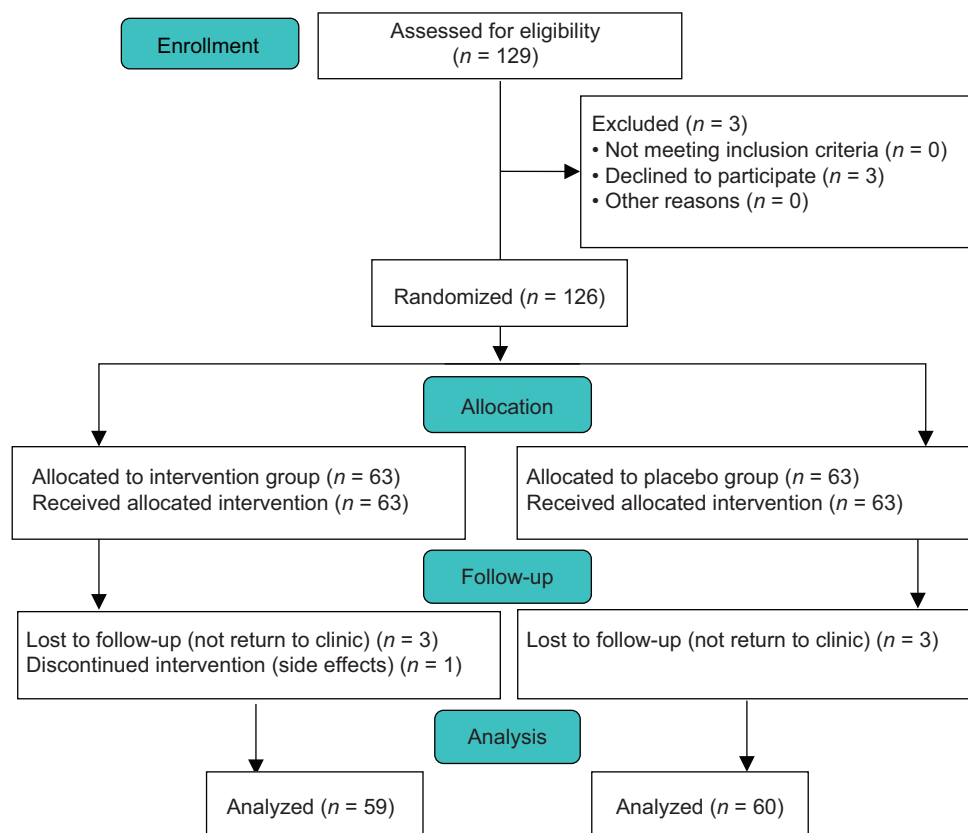 Enrollment
Assessed for eligibility
(n = 129)
Excluded (n = 3)
• Not meeting inclusion criteria (n = 0)
• Declined to participate (n = 3)
• Other reasons (n = 0)
Randomized (n = 126)
Allocation
Allocated to intervention group (n = 63)
Received allocated intervention (n = 63)
Allocated to placebo group (n = 63)
Received allocated intervention (n = 63)
Follow-up
Lost to follow-up (not return to clinic) (n = 3)
Discontinued intervention (side effects) (n = 1)
Lost to follow-up (not return to clinic) (n = 3)
Analysis
Analyzed (n = 59)
Analyzed (n = 60)